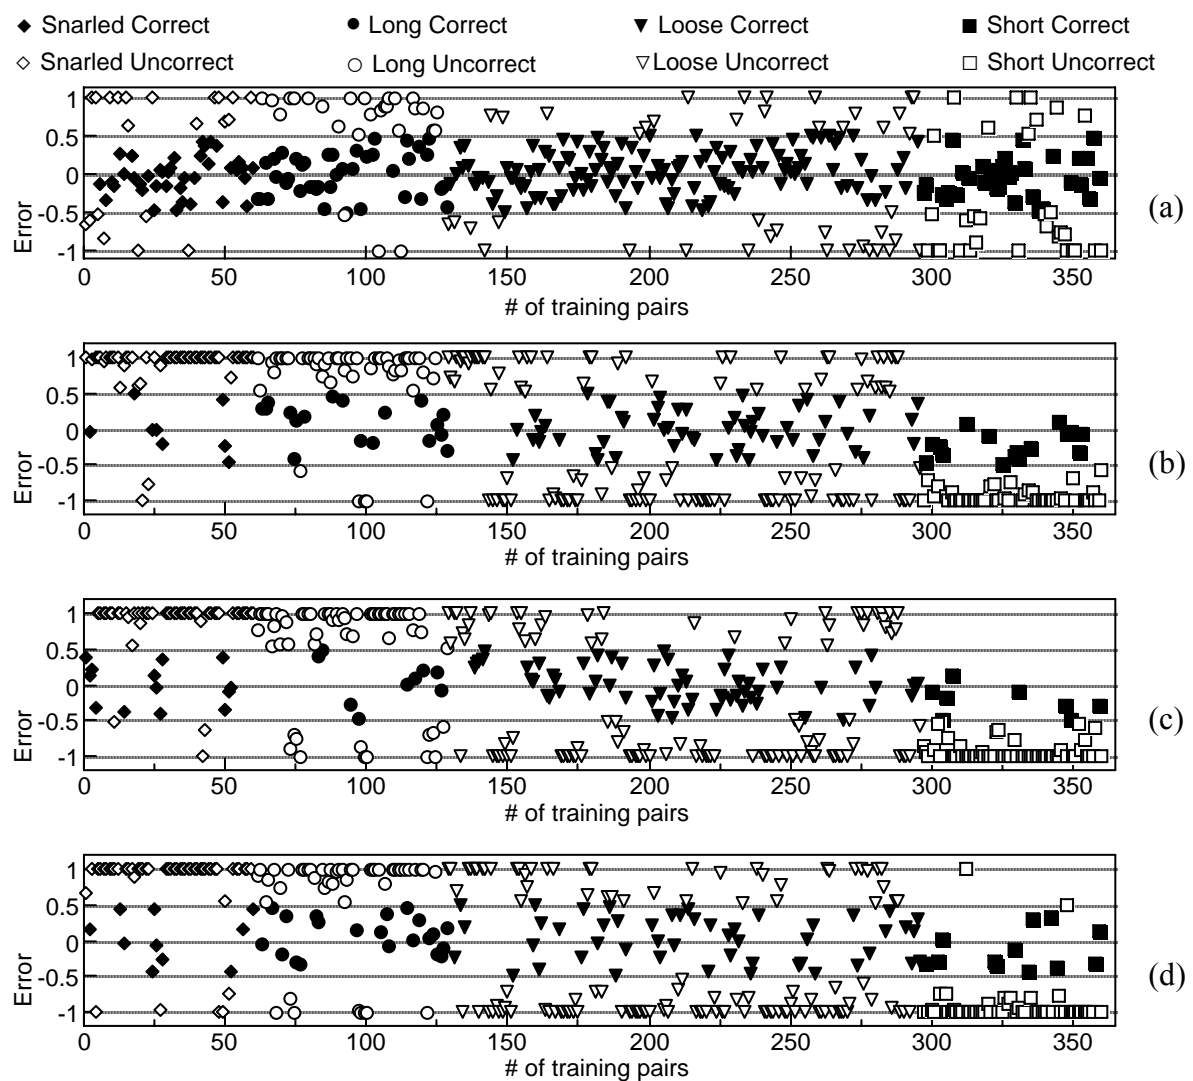 Snarled Correct Long Correct Loose Correct Short Correct
Snarled Uncorrect Long Uncorrect Loose Uncorrect Short Uncorrect
1
0.5
0
-0.5
-1
Error
0 50 100 150 200 250 300 350
# of training pairs
(a)
1
0.5
0
-0.5
-1
Error
0 50 100 150 200 250 300 350
# of training pairs
(b)
1
0.5
0
-0.5
-1
Error
0 50 100 150 200 250 300 350
# of training pairs
(c)
1
0.5
0
-0.5
-1
Error
0 50 100 150 200 250 300 350
# of training pairs
(d)